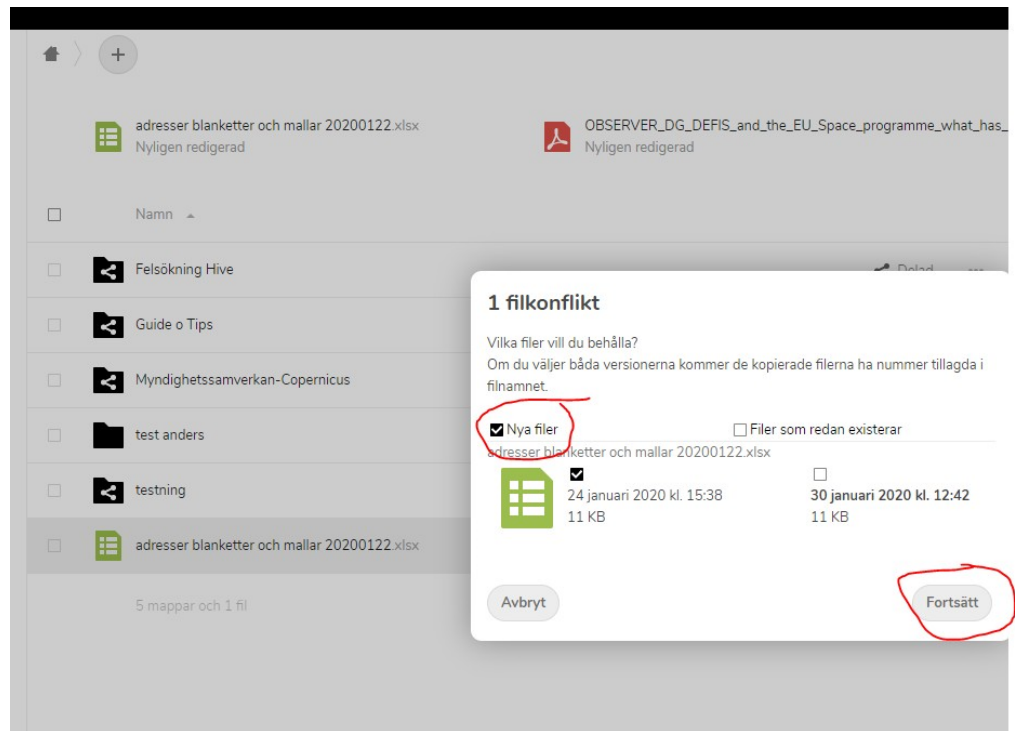 +
adresser blanketter och mallar 20200122.xlsx
Nyligen redigerad
OBSERVER_DG_DEFIS_and_the_EU_Space_programme_what_has_
Nyligen redigerad
Namn
Felsökning Hive
Delad
Guide o Tips
Myndighetssamverkan-Copernicus
test anders
testning
adresser blanketter och mallar 20200122.xlsx
5 mappar och 1 fil
1 filkonflikt
Vilka filer vill du behålla?
Om du väljer båda versionerna kommer de kopierade filerna ha nummer tillagda i
filnamnet.
Nya filer
Filer som redan existerar
adresser blanketter och mallar 20200122.xlsx
24 januari 2020 kl. 15:38
11 KB
30 januari 2020 kl. 12:42
11 KB
Avbryt
Fortsätt